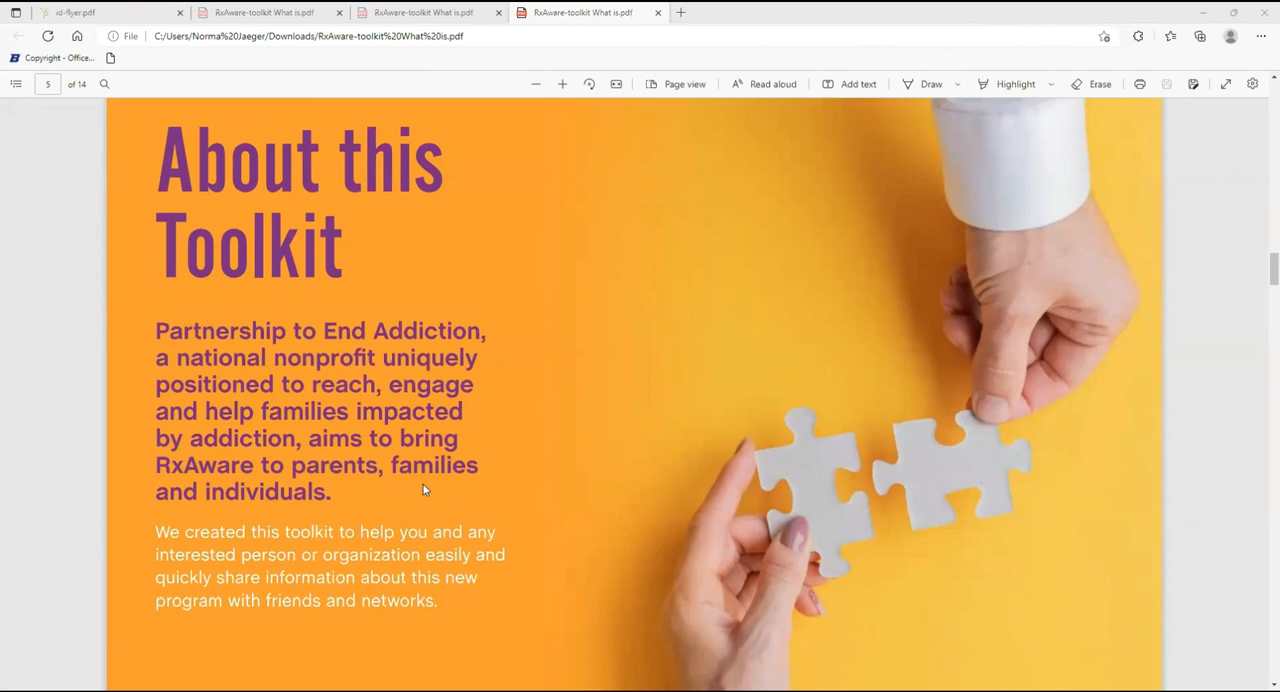 id-flyer.pdf
RxAware-toolkit What is.pdf
RxAware-toolkit What is.pdf
RxAware-toolkit What is.pdf
File
C:/Users/Norma%20Jaeger/Downloads/RxAware-toolkit%20What%20is.pdf
Copyright - Office...
5 of 14
Page view
Read aloud
Add text
Draw
Highlight
Erase
About this
Toolkit
Partnership to End Addiction,
a national nonprofit uniquely
positioned to reach, engage
and help families impacted
by addiction, aims to bring
RxAware to parents, families
and individuals.
We created this toolkit to help you and any
interested person or organization easily and
quickly share information about this new
program with friends and networks.